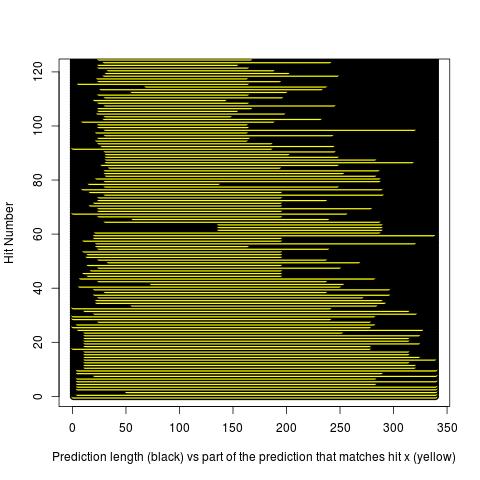 Hit Number
120
100
80
60
40
20
0
0 50 100 150 200 250 300 350
Prediction length (black) vs part of the prediction that matches hit x (yellow)